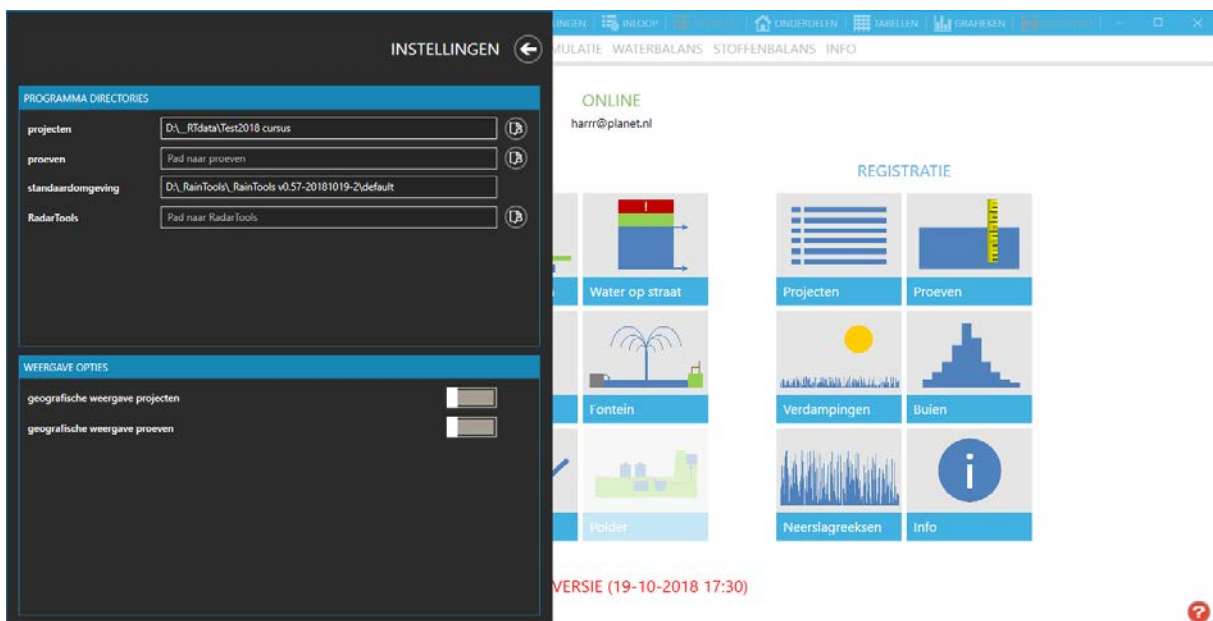 INSTELLINGEN
PROGRAMMA DIRECTORIES
projecten D:\_RTdata\Test2018 cursus
proeven Pad naar proeven
standaardomgeving D:\_RainTools\_RainTools v0.57-20181019-2\default
RadarTools Pad naar RadarTools
WEERGAVE OPTIES
geografische weergave projecten
geografische weergave proeven
INLOOP ONDERDELEN TABELLEN GRAFIEKEN
WATERBALANS STOFFENBALANS INFO
ONLINE
harrr@planet.nl
REGISTRATIE
Water op straat Projecten Proeven
Fontein Verdampingen Buien
Polder Neerslagreeksen Info
VERSIE (19-10-2018 17:30)